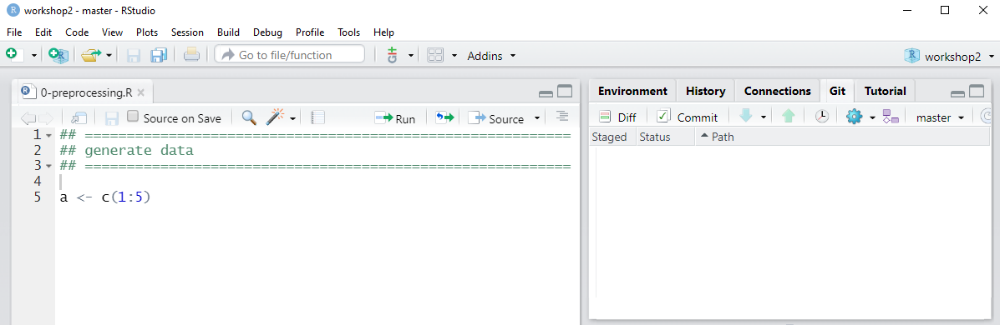 workshop2 - master - RStudio
File Edit Code View Plots Session Build Debug Profile Tools Help
Go to file/function Addins workshop2
0-preprocessing.R
Source on Save Run Source
1 ## ==========================================================
2 ## generate data
3 ## ==========================================================
4
5 a <- c(1:5)
Environment History Connections Git Tutorial
Diff Commit master
Staged Status Path